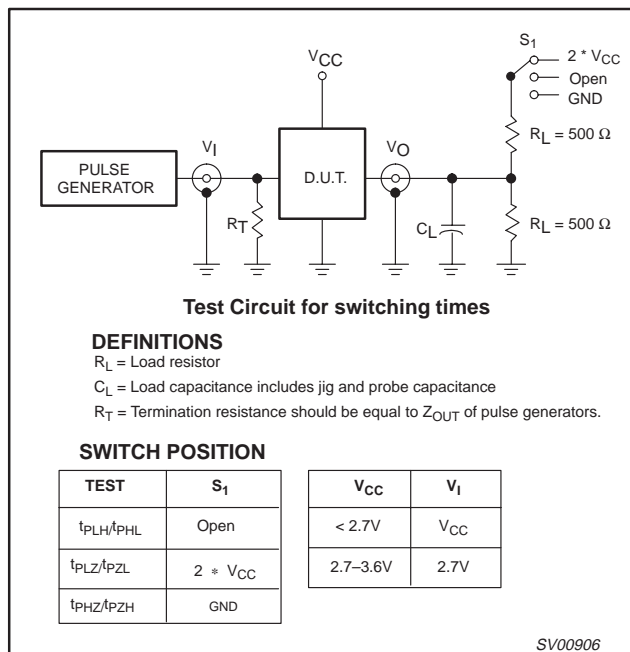 S1
2 * VCC
Open
GND
VCC
RL = 500 Ω
VI
VO
PULSE
GENERATOR
D.U.T.
RT
CL
RL = 500 Ω
Test Circuit for switching times
DEFINITIONS
RL = Load resistor
CL = Load capacitance includes jig and probe capacitance
RT = Termination resistance should be equal to ZOUT of pulse generators.
SWITCH POSITION
TEST S1
tPLH/tPHL Open
tPLZ/tPZL 2 * VCC
tPHZ/tPZH GND
VCC VI
< 2.7V VCC
2.7–3.6V 2.7V
SV00906